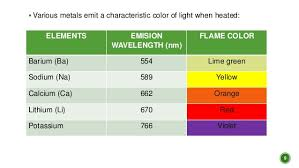 • Various metals emit a characteristic color of light when heated:
ELEMENTS EMISION WAVELENGTH (nm) FLAME COLOR
Barium (Ba) 554 Lime green
Sodium (Na) 589 Yellow
Calcium (Ca) 662 Orange
Lithium (Li) 670 Red
Potassium 766 Violet
9